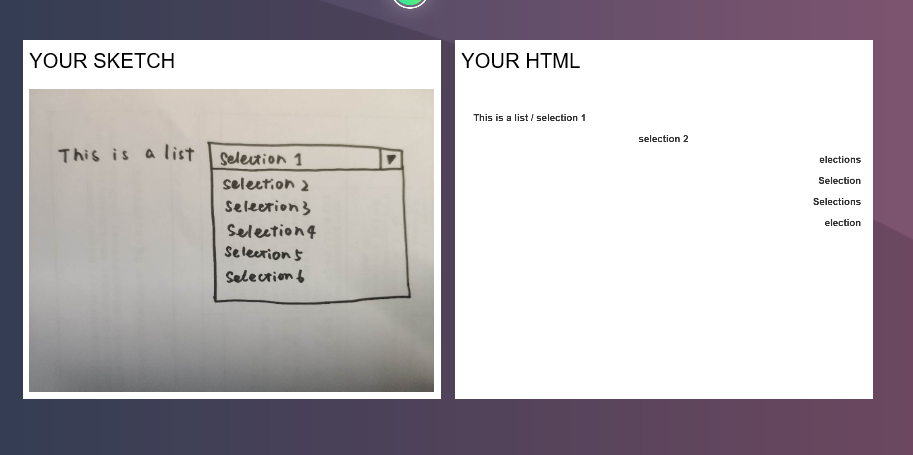 YOUR SKETCH
This is a list
Selection 1
selection 2
Selection 3
Selection 4
Selection 5
Selection 6
YOUR HTML
This is a list / selection 1
selection 2
elections
Selection
Selections
election